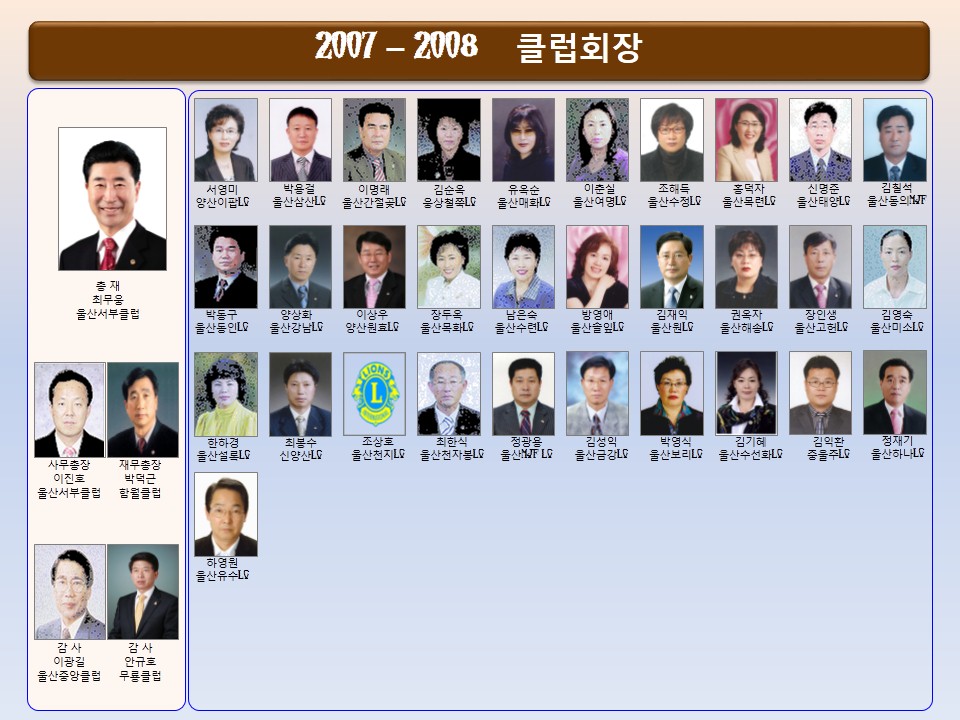 2007 – 2008 클럽회장
총 재
최무웅
울산서부클럽
사무총장
이진호
울산서부클럽
재무총장
박덕근
함월클럽
감 사
이광길
울산중앙클럽
감 사
안규호
무룡클럽
서영미
양산이팝LC
박용걸
울산삼산LC
이명래
울산간절곶LC
김순옥
웅상철쭉LC
유옥순
울산매화LC
이춘실
울산여명LC
조해득
울산수정LC
홍덕자
울산목련LC
신명준
울산태양LC
김칠석
울산동의NJF
박동구
울산동인LC
양상화
울산강남LC
이상우
양산원효LC
장두옥
울산목화LC
남은숙
울산수련LC
방영애
울산솔잎LC
김재익
울산원LC
권옥자
울산해송LC
장인생
울산고헌LC
김영숙
울산미소LC
한하경
울산설록LC
최봉수
신양산LC
LIONS
L
INTERNATIONAL
조상호
울산천지LC
최한식
울산천자봉LC
정광용
울산NJF LC
김성익
울산금강LC
박영식
울산보리LC
김기혜
울산수선화LC
김익환
중울주LC
정재기
울산하나LC
하영원
울산유수LC